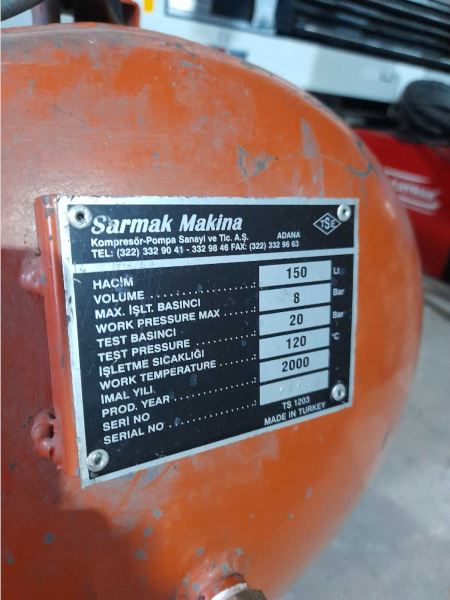 Sarmak Makina
Kompresör-Pompa Sanayi ve Tic. A.Ş. ADANA
TEL: (322) 332 90 41 - 332 98 46 FAX: (322) 332 96 63
TSE
HACİM
VOLUME 150 Lt
MAX. İŞLT. BASINCI
WORK PRESSURE MAX 8 Bar
TEST BASINCI
TEST PRESSURE 20 Bar
İŞLETME SICAKLIĞI
WORK TEMPERATURE 120 °C
İMAL YILI
PROD. YEAR 2000
SERİ NO
SERIAL NO
TS 1203
MADE IN TURKEY